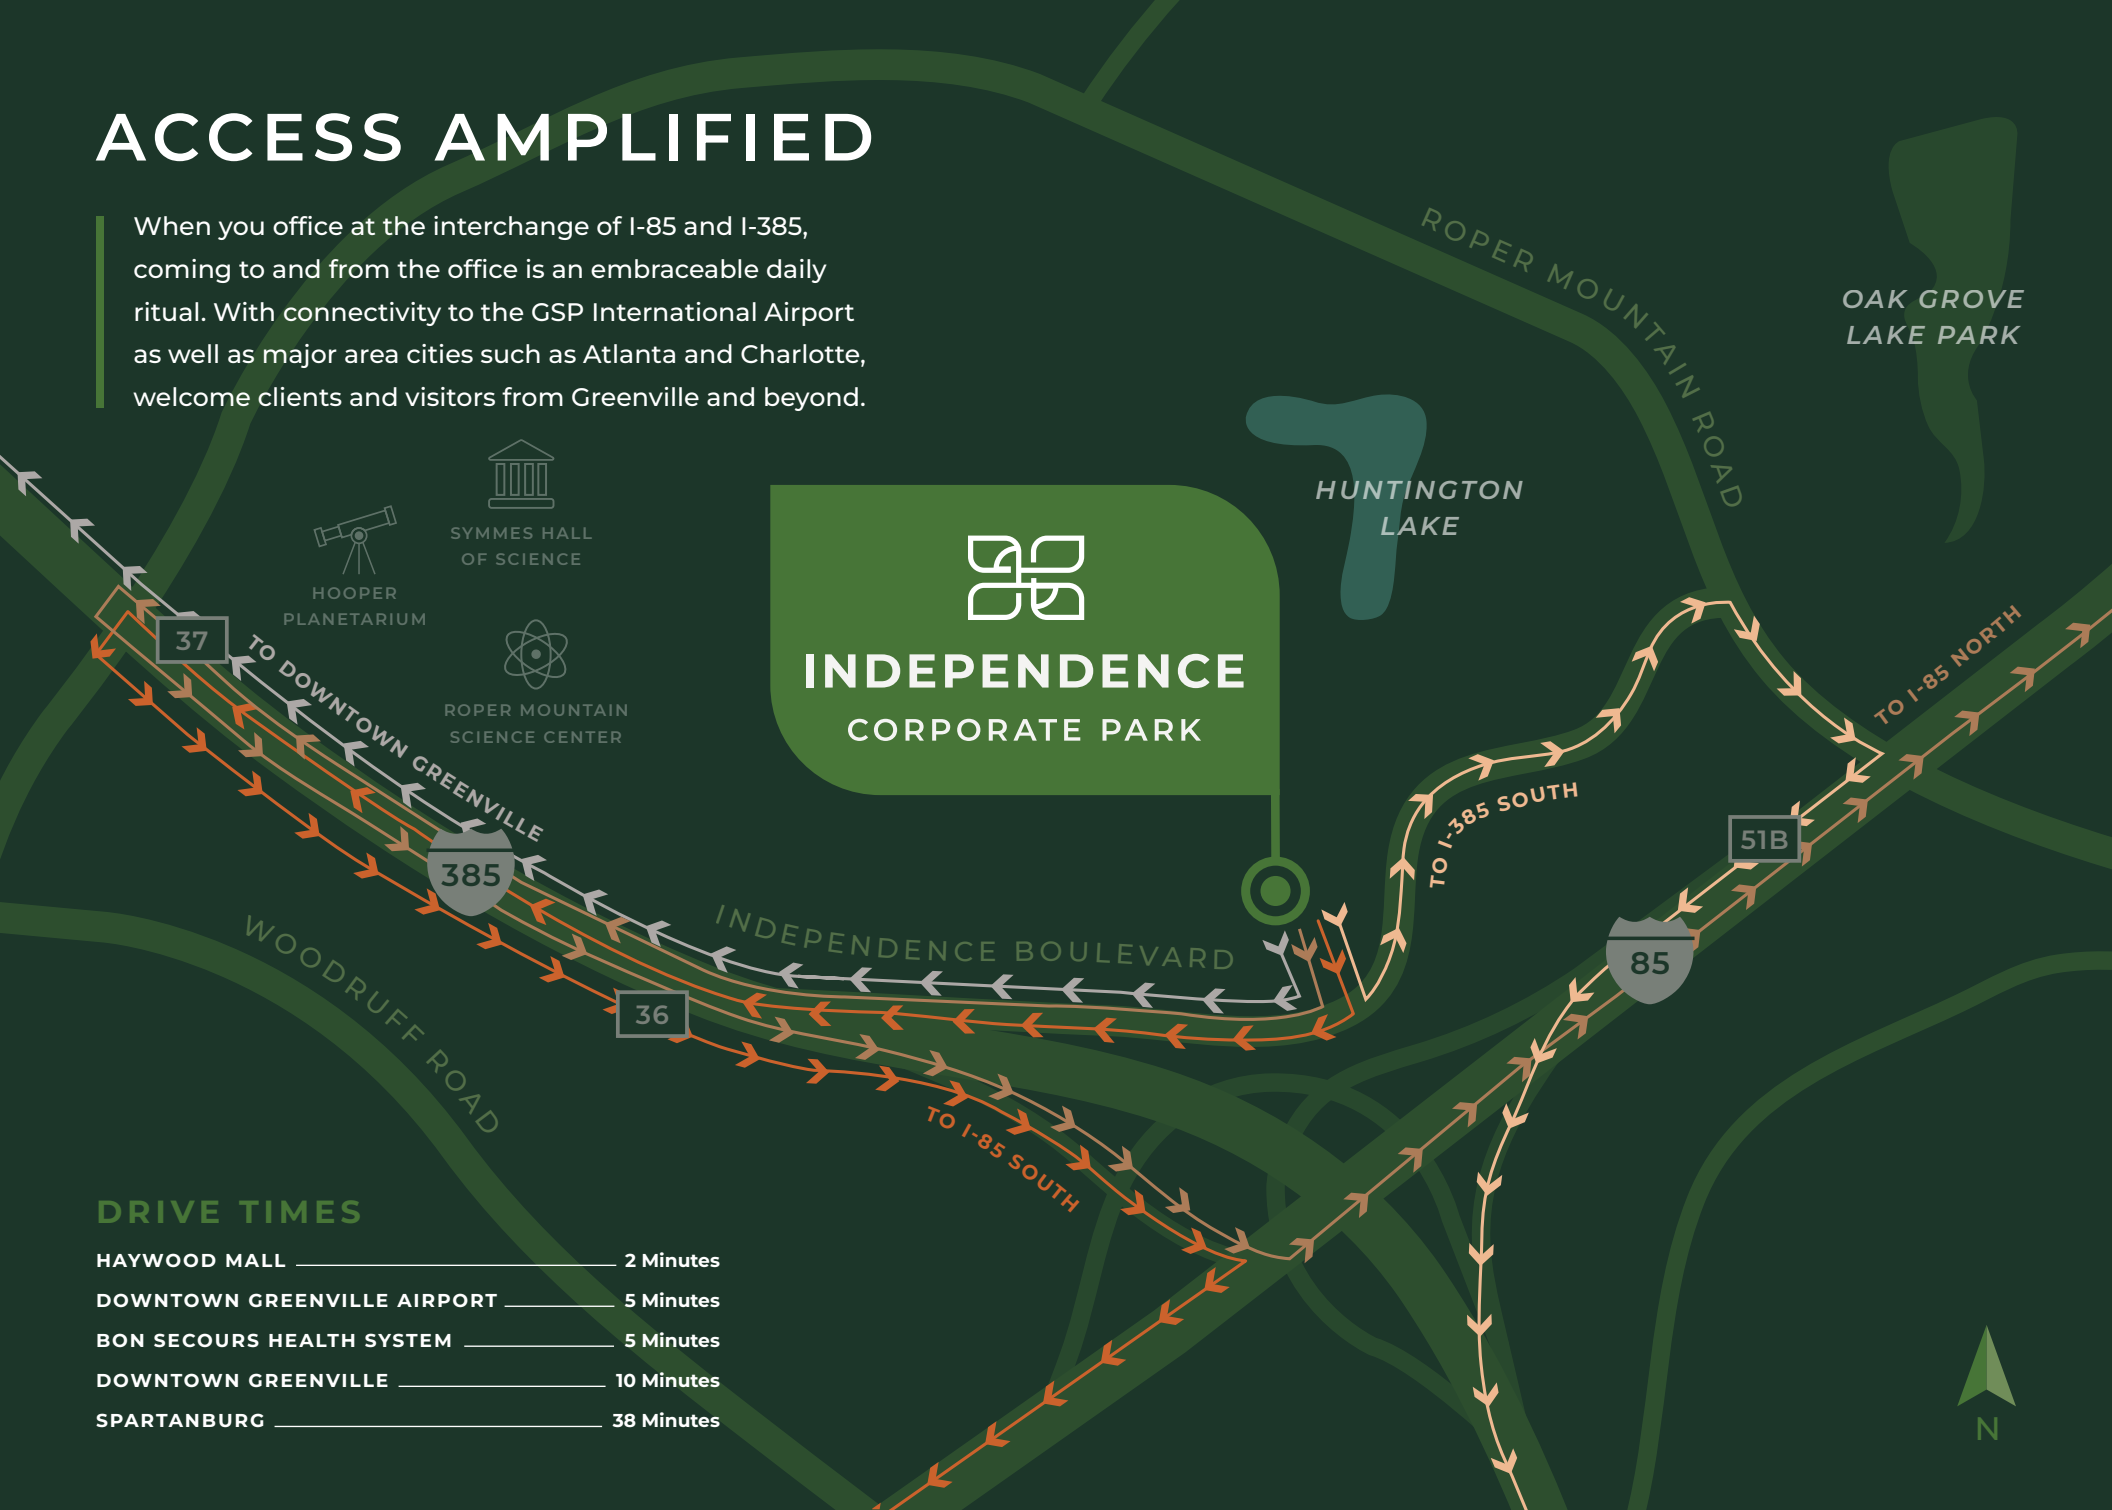 ACCESS AMPLIFIED
When you office at the interchange of I-85 and I-385,
coming to and from the office is an embraceable daily
ritual. With connectivity to the GSP International Airport
as well as major area cities such as Atlanta and Charlotte,
welcome clients and visitors from Greenville and beyond.
ROPER MOUNTAIN ROAD
OAK GROVE
LAKE PARK
HUNTINGTON
LAKE
SYMMES HALL
OF SCIENCE
HOOPER
PLANETARIUM
ROPER MOUNTAIN
SCIENCE CENTER
INDEPENDENCE
CORPORATE PARK
37
TO DOWNTOWN GREENVILLE
385
36
INDEPENDENCE BOULEVARD
WOODRUFF ROAD
TO I-385 SOUTH
TO I-85 NORTH
51B
85
TO I-85 SOUTH
DRIVE TIMES
HAYWOOD MALL 2 Minutes
DOWNTOWN GREENVILLE AIRPORT 5 Minutes
BON SECOURS HEALTH SYSTEM 5 Minutes
DOWNTOWN GREENVILLE 10 Minutes
SPARTANBURG 38 Minutes
N